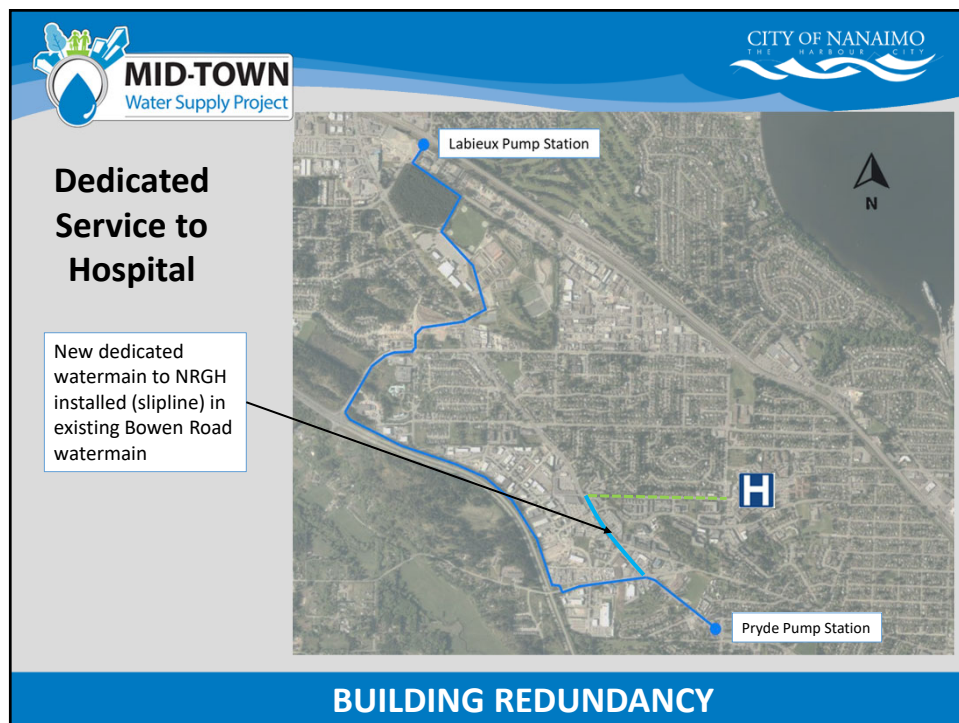 MID-TOWN
Water Supply Project
CITY OF NANAIMO
THE HARBOUR CITY
Dedicated
Service to
Hospital
Labieux Pump Station
N
New dedicated
watermain to NRGH
installed (slipline) in
existing Bowen Road
watermain
H
Pryde Pump Station
BUILDING REDUNDANCY